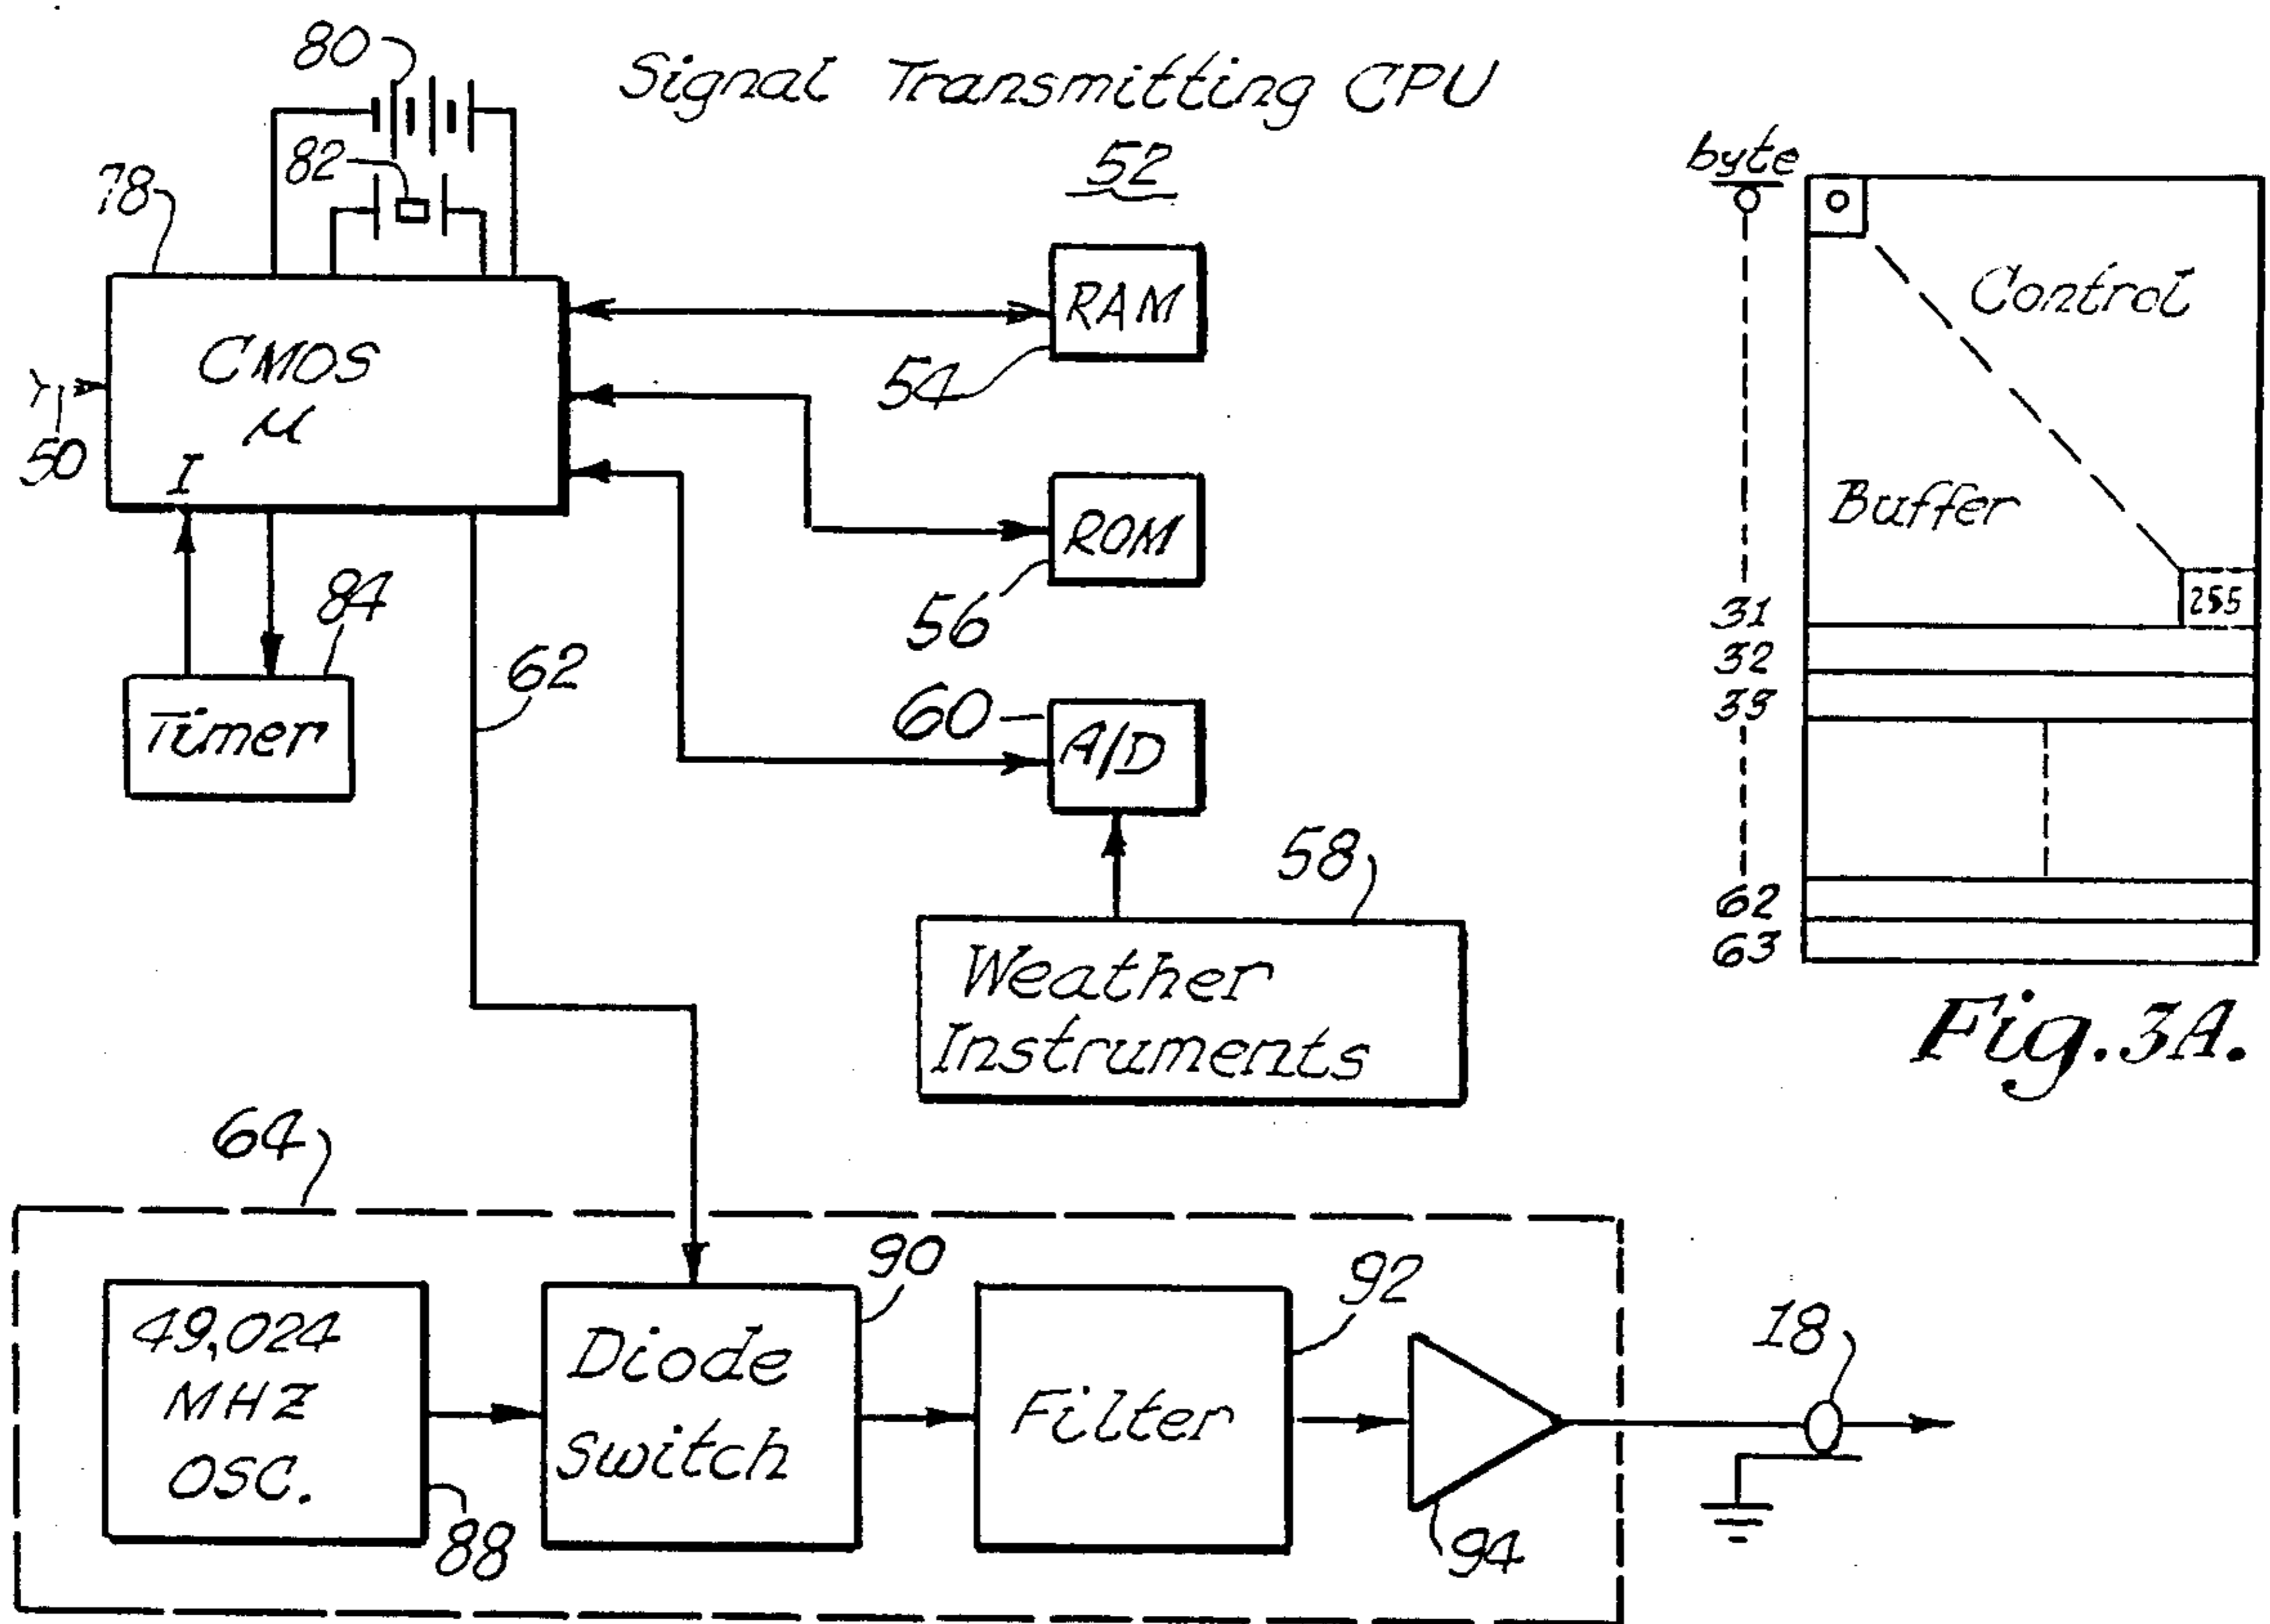 80
Signal Transmitting CPU
52
82
78
CMOS
µ
I
50
RAM
54
ROM
56
84
Timer
62
60
A/D
58
Weather
Instruments
byte
0
0
Control
Buffer
255
31
32
33
62
63
Fig. 3A.
64
49,024
MHZ
OSC.
88
Diode
Switch
90
Filter
92
94
18